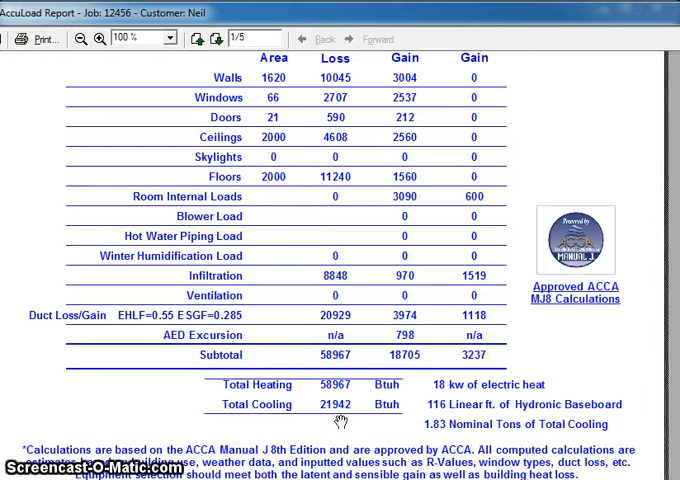 AccuLoad Report - Job: 12456 - Customer: Neil
Print... 100 % 1/5 Back Forward
Area Loss Gain Gain
Walls 1620 10045 3004 0
Windows 66 2707 2537 0
Doors 21 590 212 0
Ceilings 2000 4608 2560 0
Skylights 0 0 0 0
Floors 2000 11240 1560 0
Room Internal Loads 0 3090 600
Blower Load 0 0
Hot Water Piping Load 0 0
Winter Humidification Load 0 0 0
Infiltration 8848 970 1519
Ventilation 0 0 0
Duct Loss/Gain EHLF=0.55 ESGF=0.285 20929 3974 1118
AED Excursion n/a 798 n/a
Subtotal 58967 18705 3237
Powered by
ACCA
MANUAL J
Approved ACCA
MJ8 Calculations
Total Heating 58967 Btuh 18 kw of electric heat
Total Cooling 21942 Btuh 116 Linear ft. of Hydronic Baseboard
1.83 Nominal Tons of Total Cooling
*Calculations are based on the ACCA Manual J 8th Edition and are approved by ACCA. All computed calculations are
building use, weather data, and inputted values such as R-Values, window types, duct loss, etc.
Equipment selection should meet both the latent and sensible gain as well as building heat loss.
Screencast-O-Matic.com